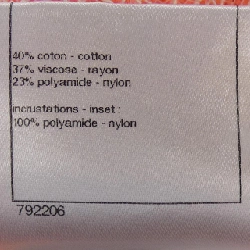 40% coton - cotton
37% viscose - rayon
23% polyamide - nylon
incrustations - inset :
100% polyamide - nylon
792206